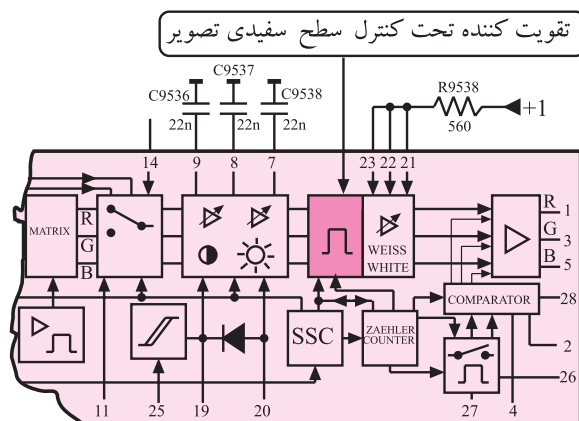 تقویت کننده تحت کنترل سطح سفیدی تصویر
C9536
C9537
C9538
22n
22n
22n
R9538
560
+1
14
9
8
7
23
22
21
MATRIX
R
G
B
WEISS
WHITE
R
1
G
3
B
5
COMPARATOR
28
SSC
ZAEHLER
COUNTER
2
26
11
25
19
20
27
4